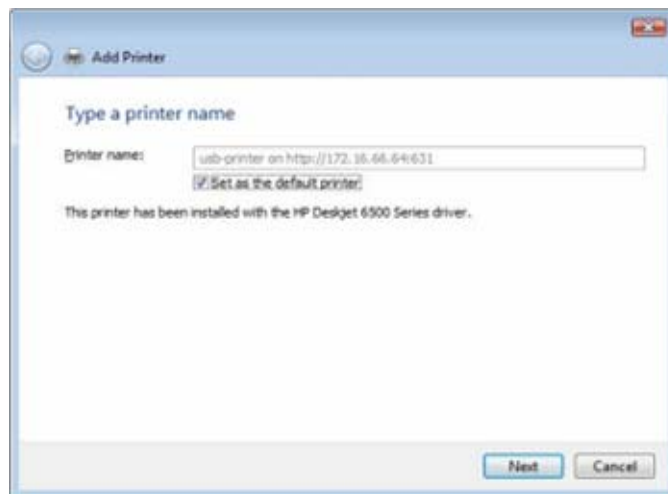 Add Printer
Type a printer name
Printer name:
usb-printer on http://172.16.66.64:631
Set as the default printer
This printer has been installed with the HP Deskjet 6500 Series driver.
Next
Cancel